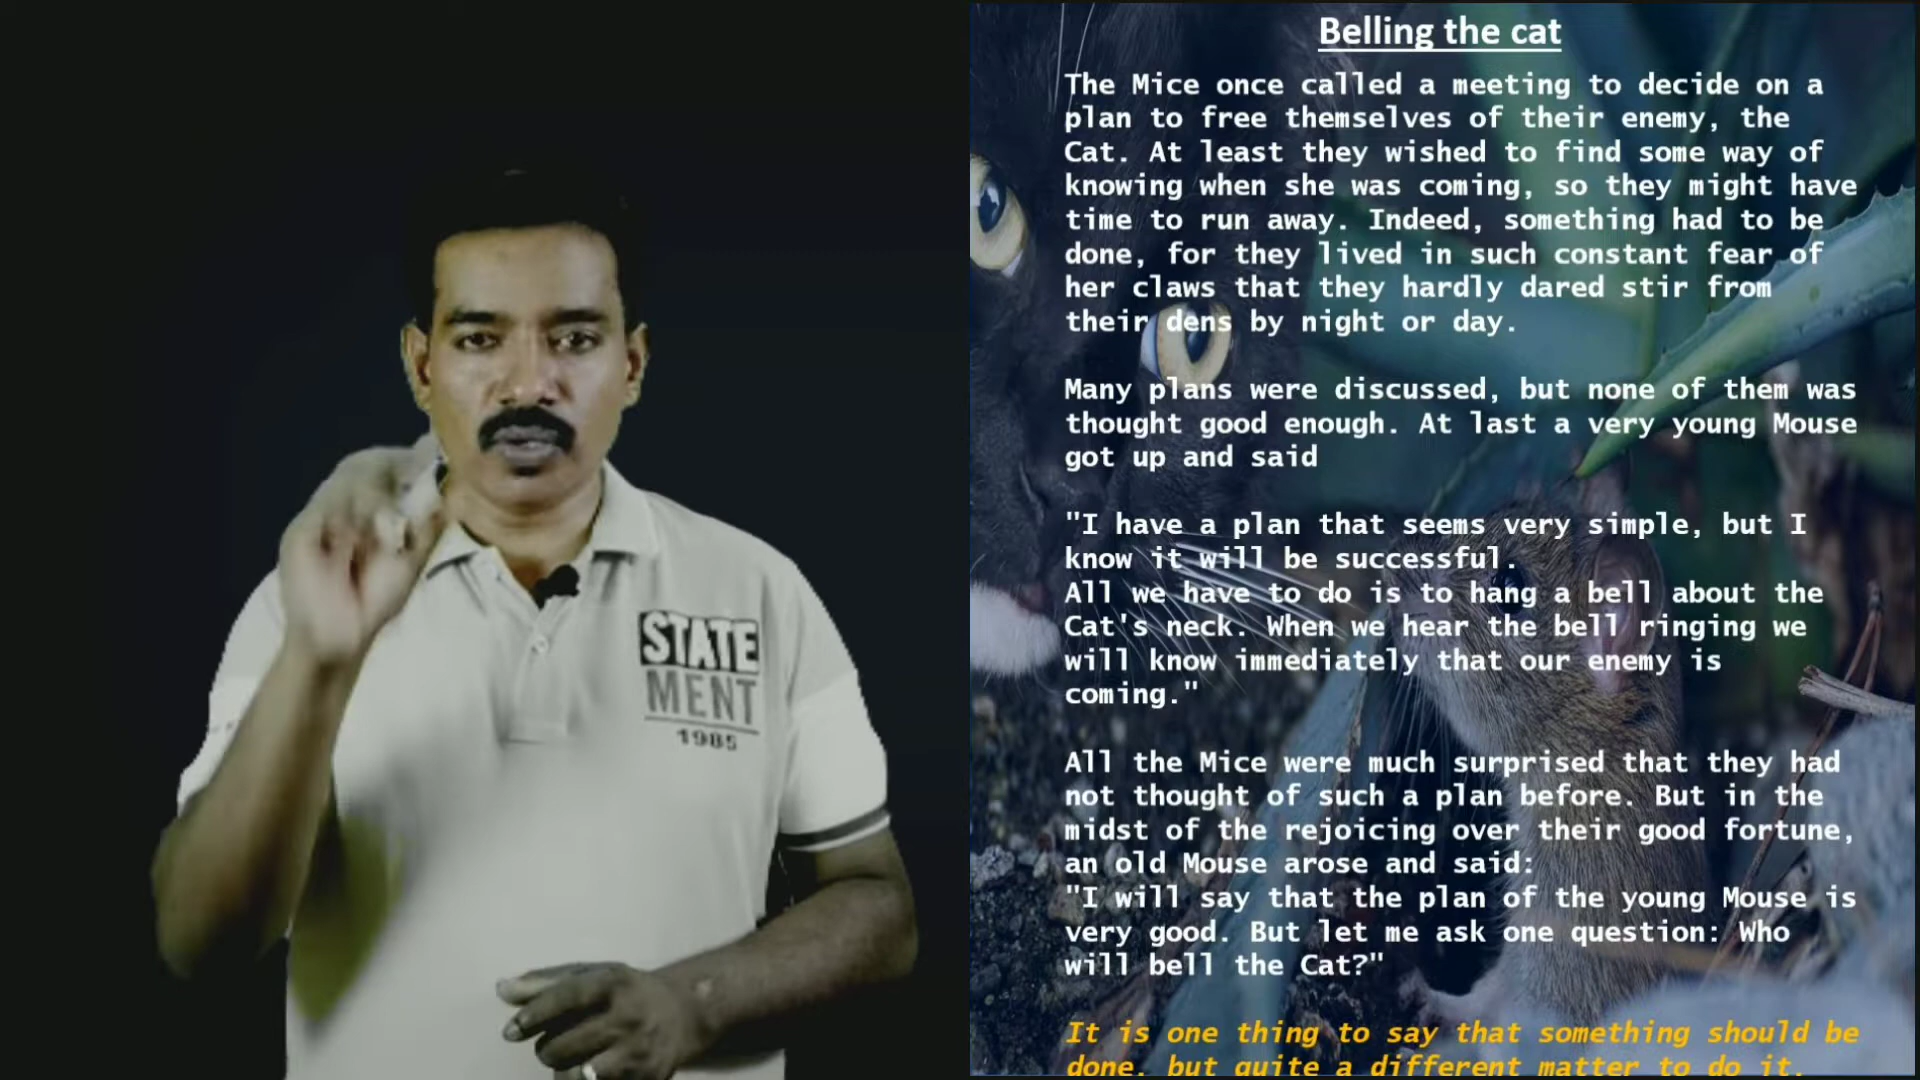 Belling the cat
The Mice once called a meeting to decide on a
plan to free themselves of their enemy, the
Cat. At least they wished to find some way of
knowing when she was coming, so they might have
time to run away. Indeed, something had to be
done, for they lived in such constant fear of
her claws that they hardly dared stir from
their dens by night or day.
Many plans were discussed, but none of them was
thought good enough. At last a very young Mouse
got up and said
"I have a plan that seems very simple, but I
know it will be successful.
All we have to do is to hang a bell about the
Cat's neck. When we hear the bell ringing we
will know immediately that our enemy is
coming."
All the Mice were much surprised that they had
not thought of such a plan before. But in the
midst of the rejoicing over their good fortune,
an old Mouse arose and said:
"I will say that the plan of the young Mouse is
very good. But let me ask one question: Who
will bell the Cat?"
It is one thing to say that something should be
done, but quite a different matter to do it.
STATE
MENT
1985